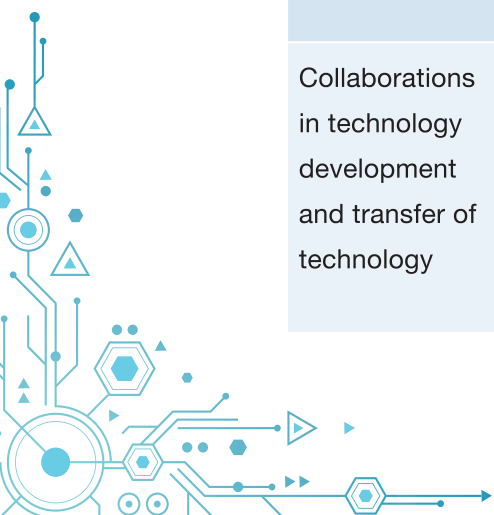 Collaborations
in technology
development
and transfer of
technology